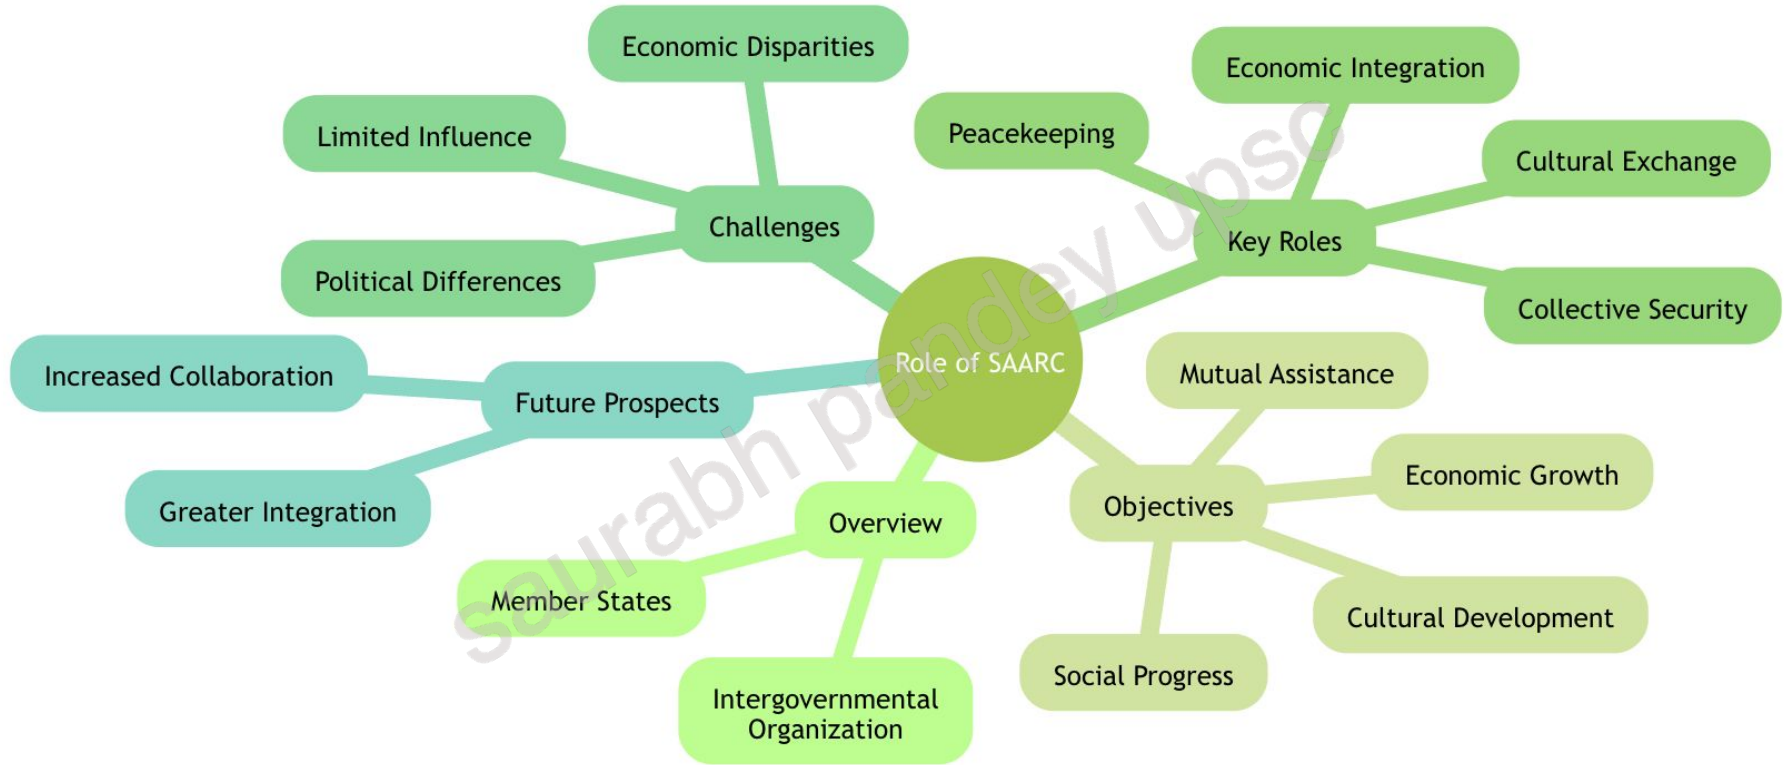 Economic Disparities
Limited Influence
Political Differences
Challenges
Peacekeeping
Economic Integration
Cultural Exchange
Collective Security
Key Roles
Role of SAARC
Increased Collaboration
Greater Integration
Future Prospects
Overview
Member States
Intergovernmental
Organization
Mutual Assistance
Economic Growth
Objectives
Cultural Development
Social Progress
saurabh pandey upsc